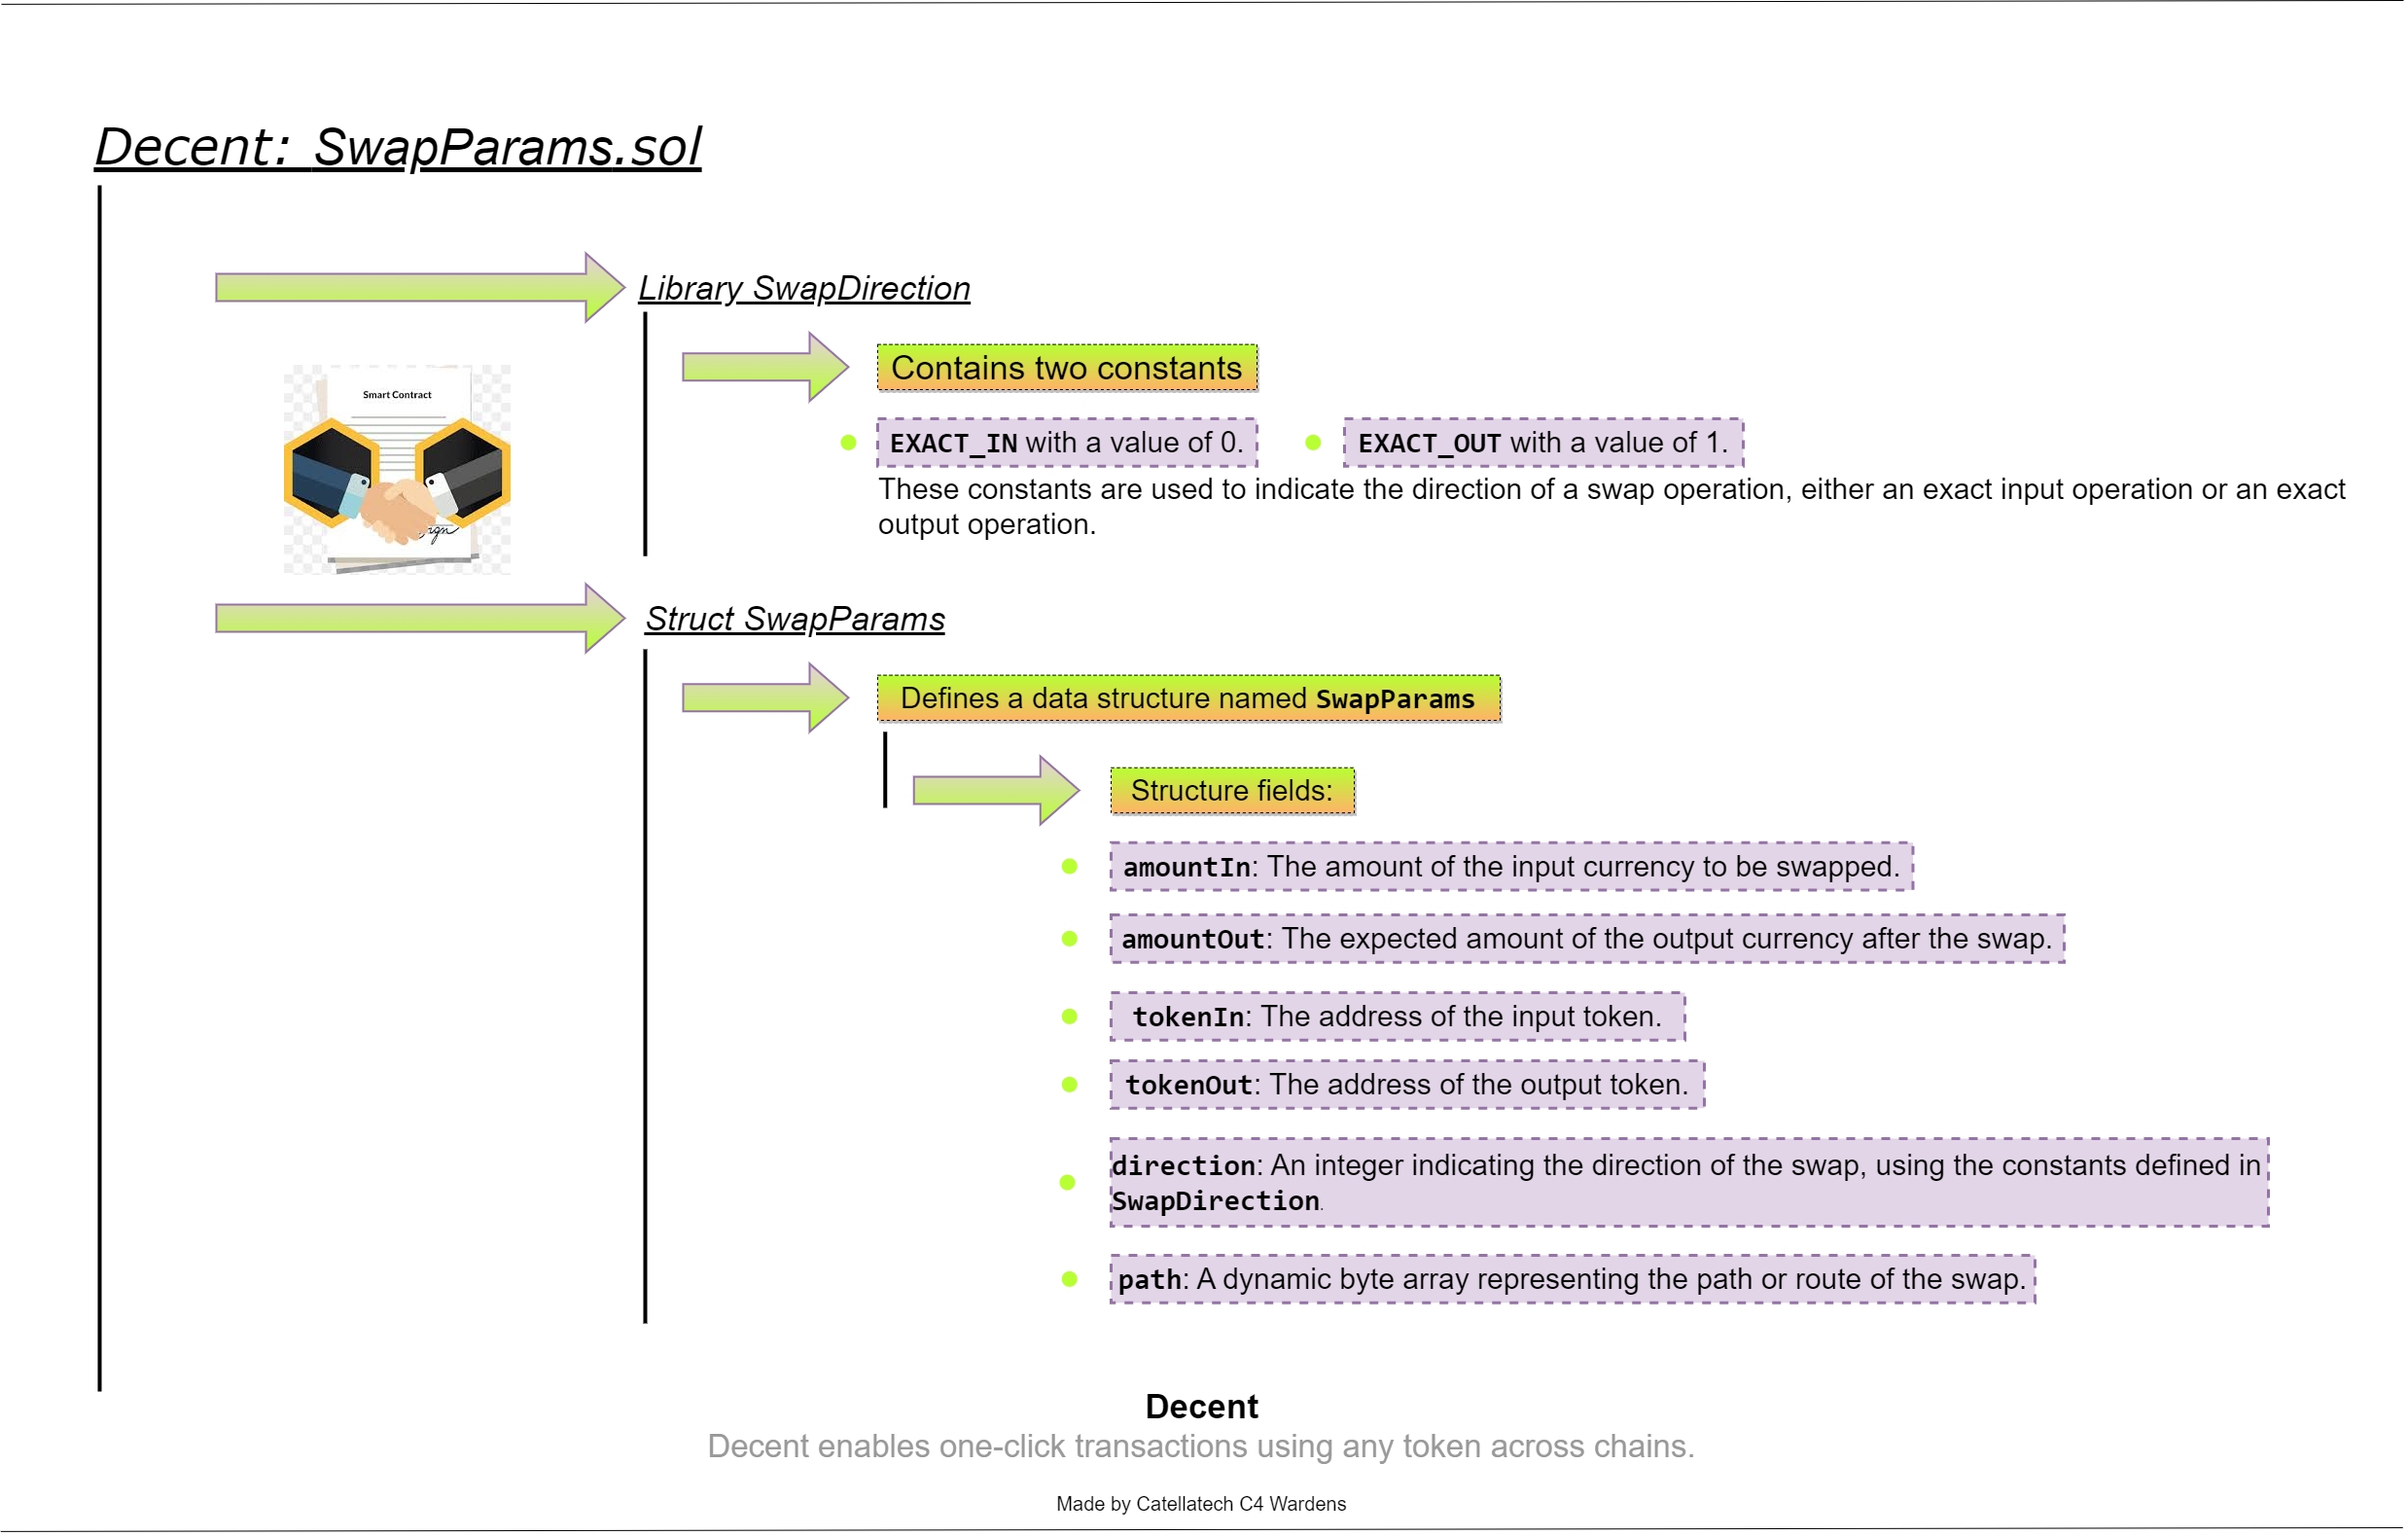 Decent: SwapParams.sol
Library SwapDirection
Contains two constants
Smart Contract
EXACT_IN with a value of 0.
EXACT_OUT with a value of 1.
These constants are used to indicate the direction of a swap operation, either an exact input operation or an exact
output operation.
Struct SwapParams
Defines a data structure named SwapParams
Structure fields:
amountIn: The amount of the input currency to be swapped.
amountOut: The expected amount of the output currency after the swap.
tokenIn: The address of the input token.
tokenOut: The address of the output token.
direction: An integer indicating the direction of the swap, using the constants defined in
SwapDirection.
path: A dynamic byte array representing the path or route of the swap.
Decent
Decent enables one-click transactions using any token across chains.
Made by Catellatech C4 Wardens